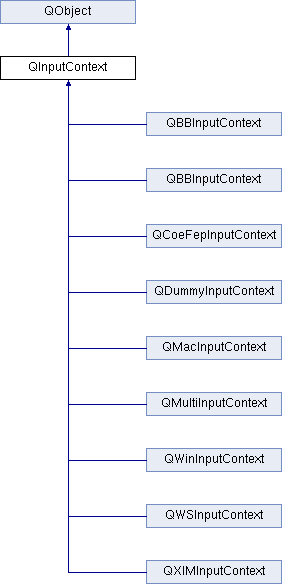 QObject
QInputContext
QBBInputContext
QBBInputContext
QCoeFepInputContext
QDummyInputContext
QMacInputContext
QMultiInputContext
QWinInputContext
QWSInputContext
QXIMInputContext